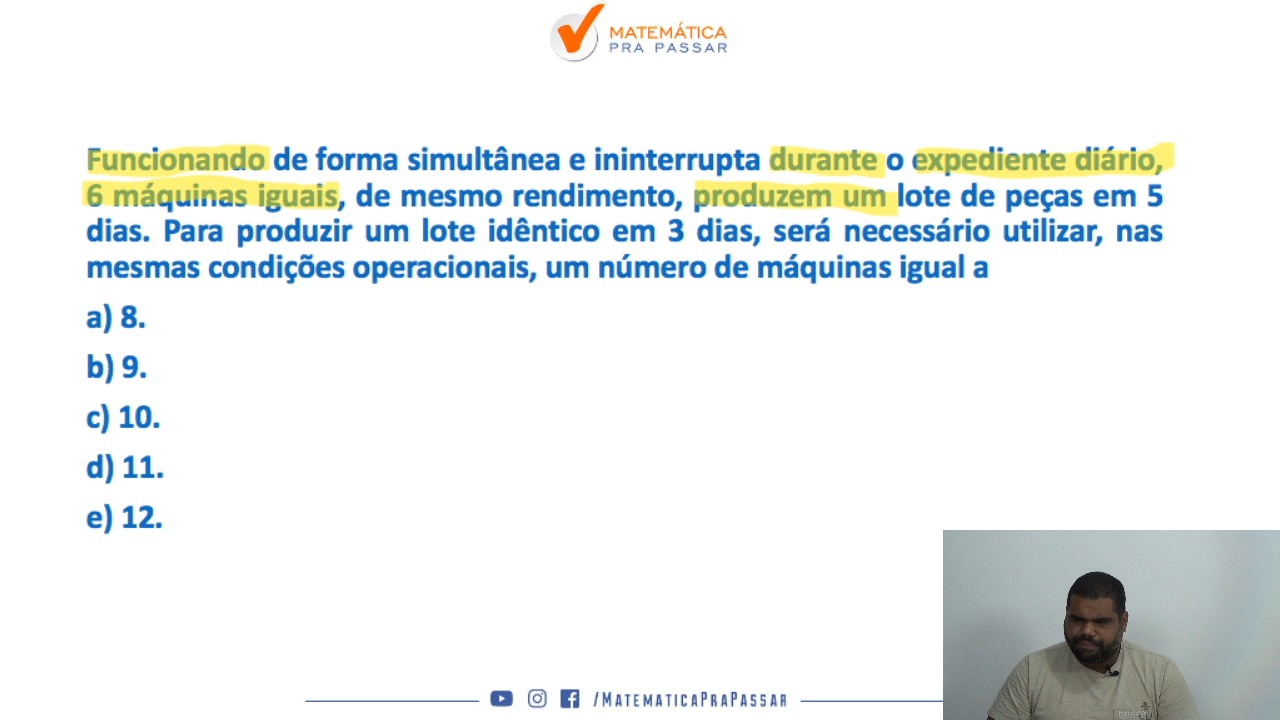 MATEMÁTICA
PRA PASSAR
Funcionando de forma simultânea e ininterrupta durante o expediente diário,
6 máquinas iguais, de mesmo rendimento, produzem um lote de peças em 5
dias. Para produzir um lote idêntico em 3 dias, será necessário utilizar, nas
mesmas condições operacionais, um número de máquinas igual a
a) 8.
b) 9.
c) 10.
d) 11.
e) 12.
/MATEMATICAPRAPASSAR